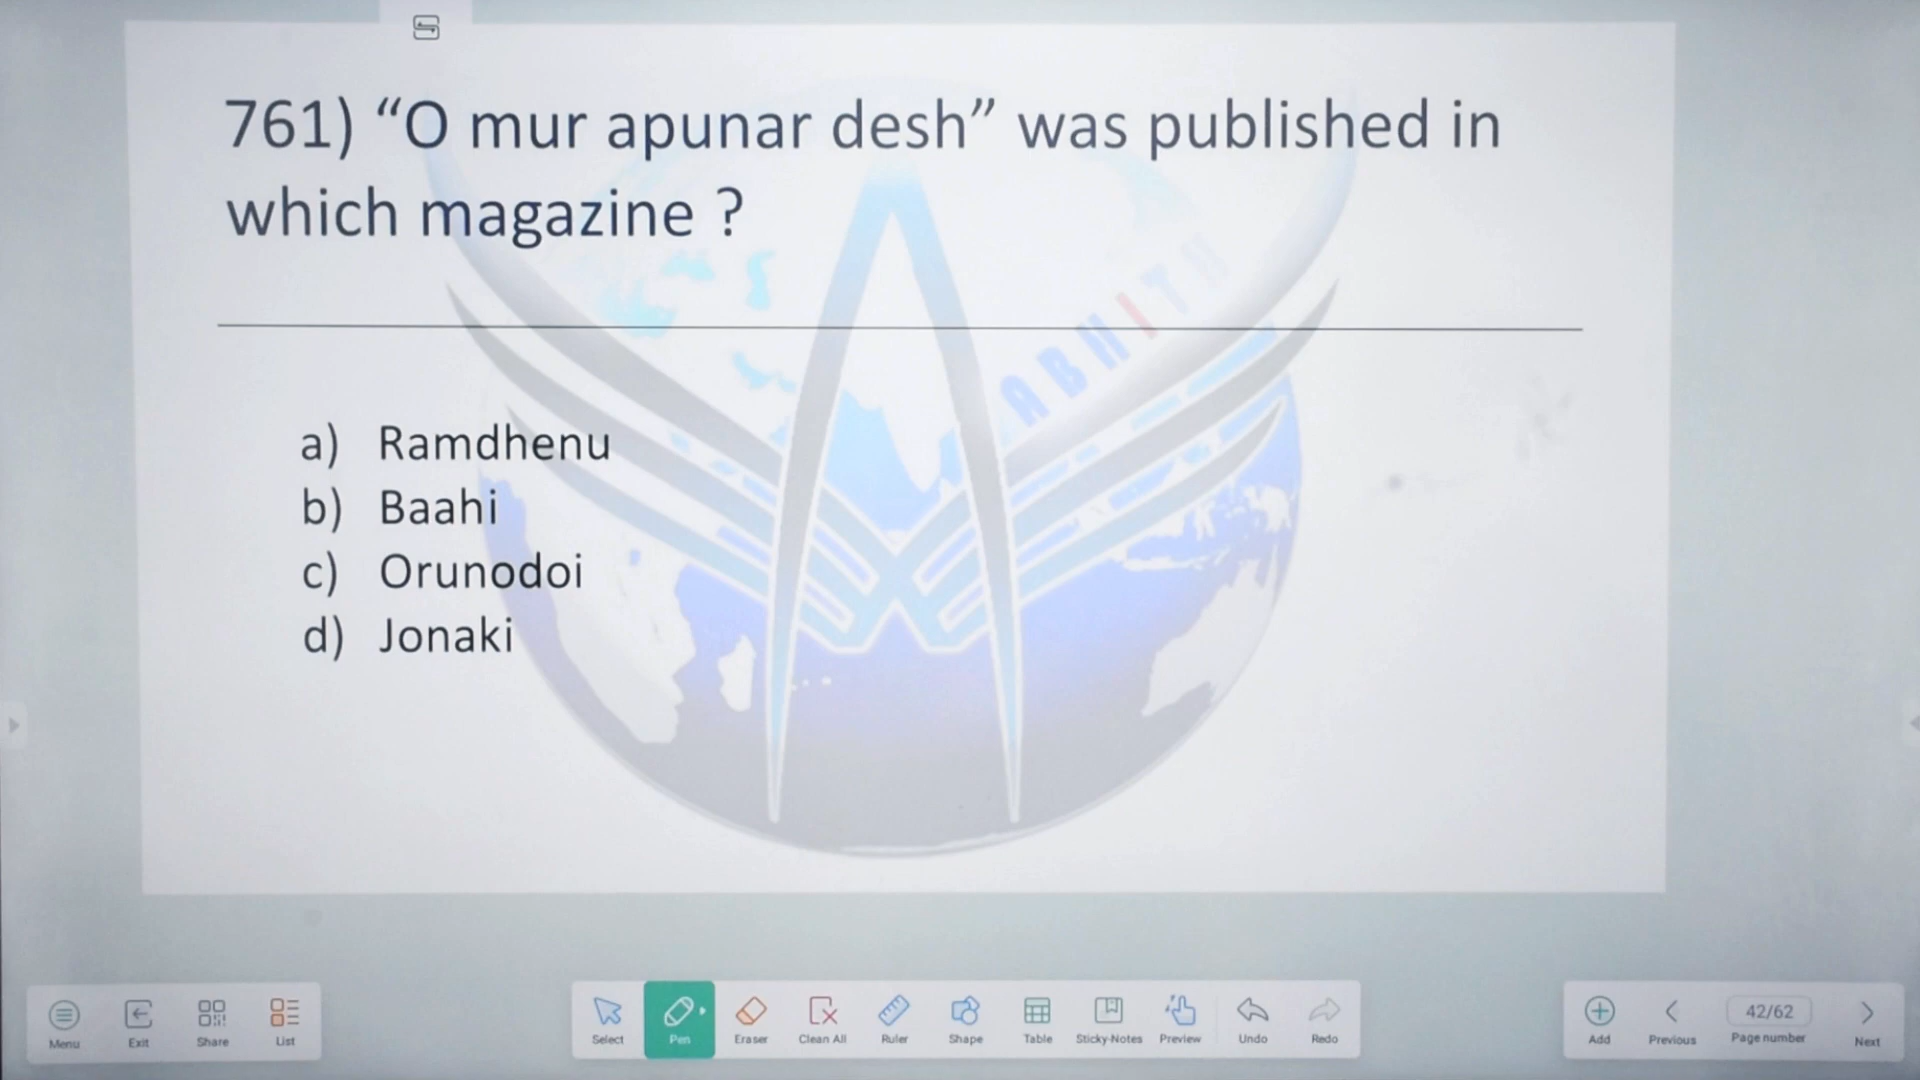 761) “O mur apunar desh” was published in
which magazine ?
ABHITH
a) Ramdhenu
b) Baahi
c) Orunodoi
d) Jonaki
Menu Exit Share List Select Pen Eraser Clean All Ruler Shape Table Sticky-Notes Preview Undo Redo Add Previous 42/62 Page number Next